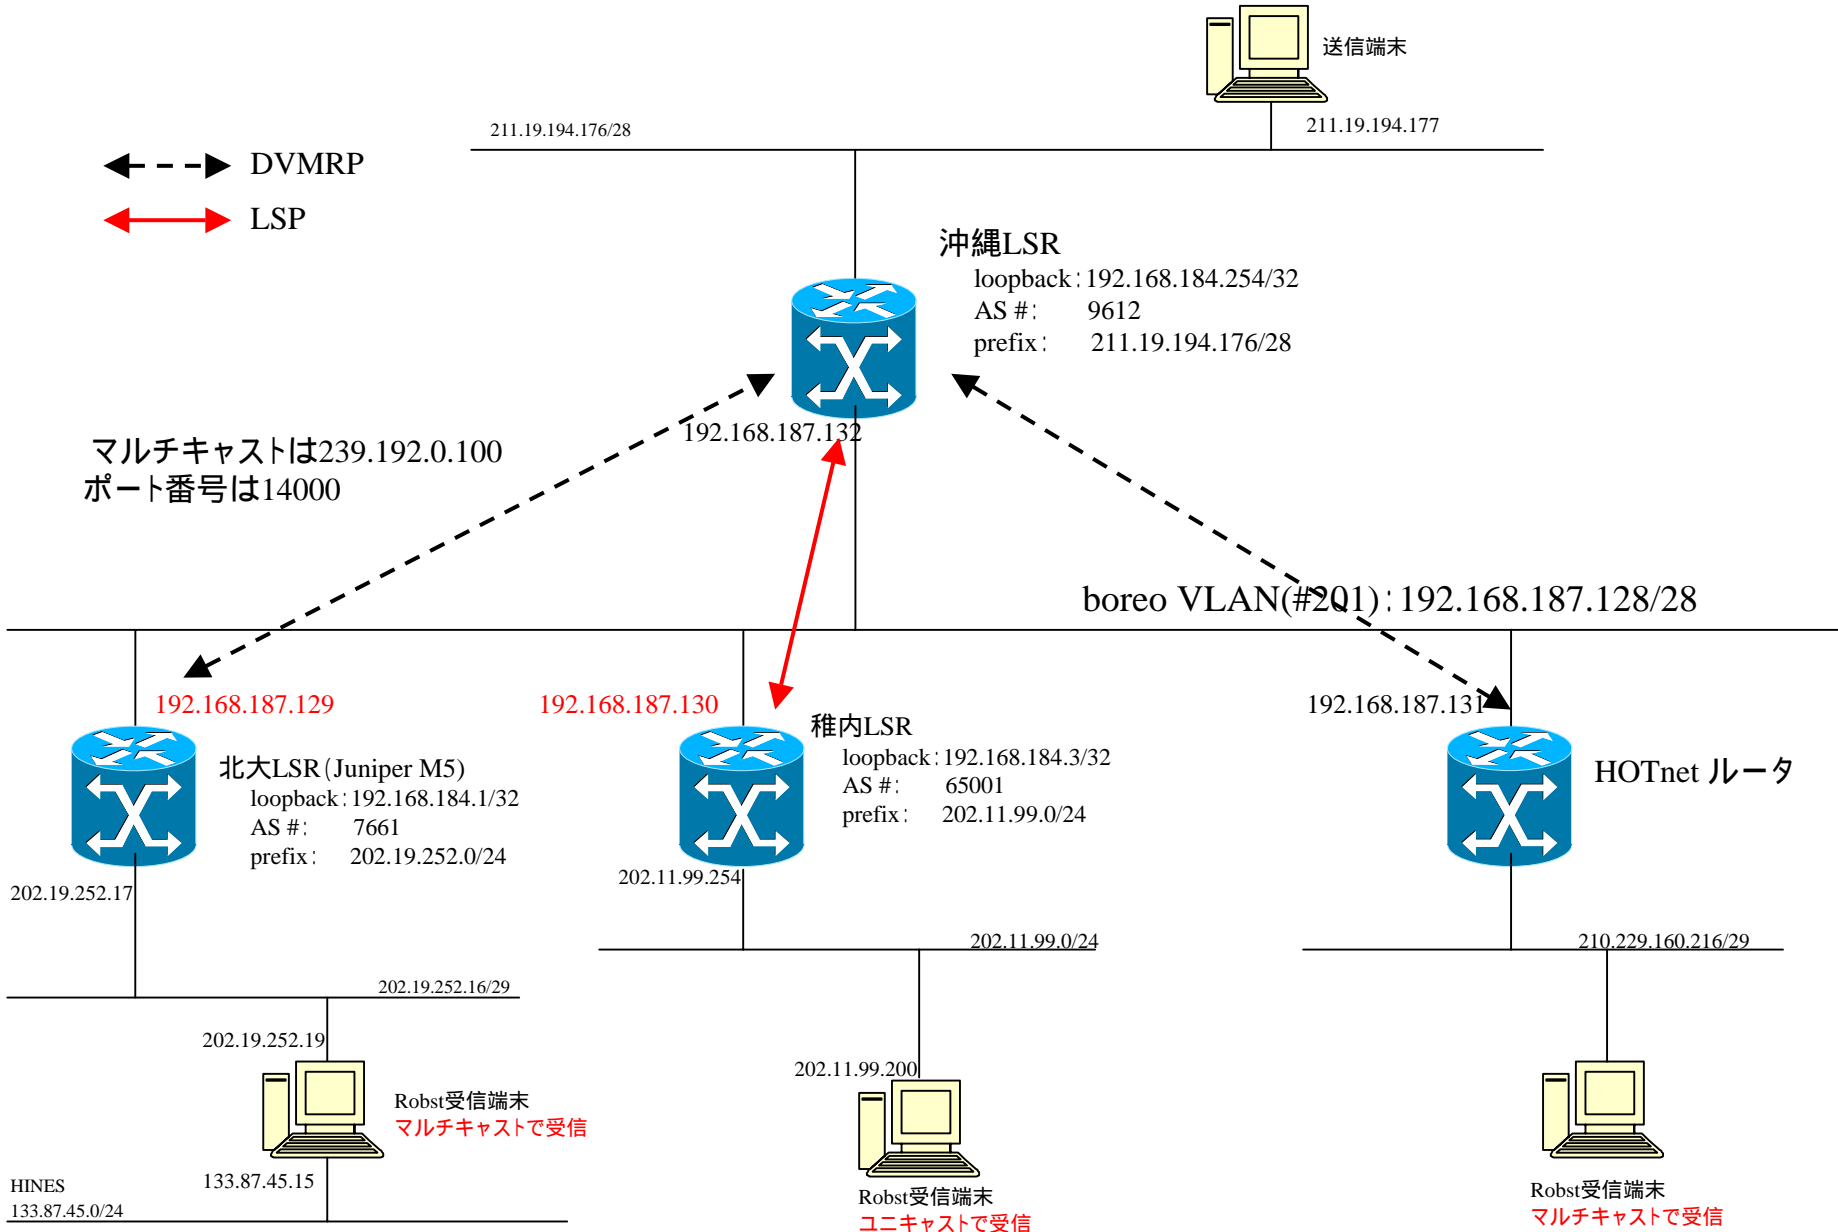 送信端末
211.19.194.176/28
211.19.194.177
DVMRP
LSP
沖縄LSR
loopback:192.168.184.254/32
AS #: 9612
prefix: 211.19.194.176/28
192.168.187.132
マルチキャストは239.192.0.100
ポート番号は14000
boreo VLAN(#201):192.168.187.128/28
192.168.187.129
192.168.187.130
192.168.187.131
北大LSR(Juniper M5)
loopback:192.168.184.1/32
AS #: 7661
prefix: 202.19.252.0/24
稚内LSR
loopback:192.168.184.3/32
AS #: 65001
prefix: 202.11.99.0/24
HOTnet ルータ
202.19.252.17
202.11.99.254
202.11.99.0/24
210.229.160.216/29
202.19.252.16/29
202.19.252.19
202.11.99.200
Robst受信端末
マルチキャストで受信
133.87.45.15
HINES
133.87.45.0/24
Robst受信端末
ユニキャストで受信
Robst受信端末
マルチキャストで受信